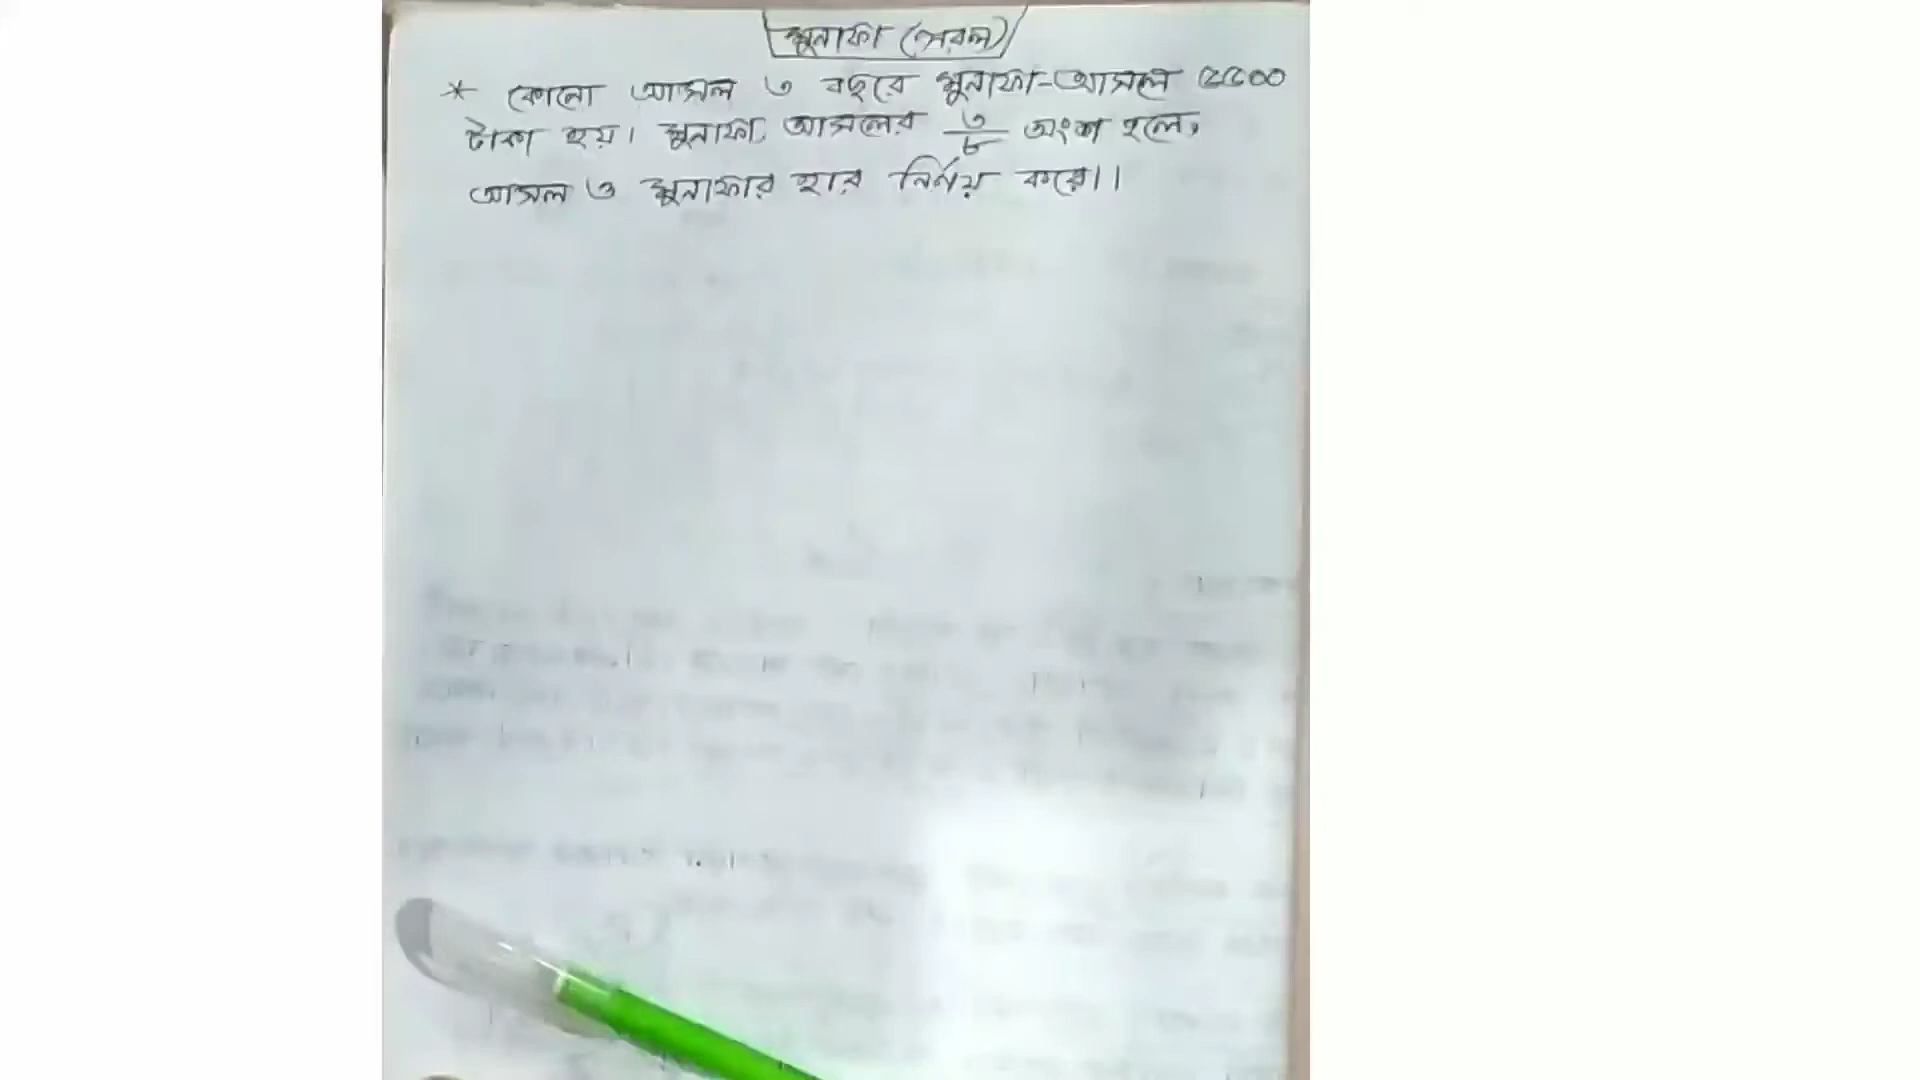 মুনাফা (সরল)
* কোনো আসল ৩ বছরে মুনাফা-আসলে ৫৫০০
টাকা হয়। মুনাফা, আসলের ৩/৮ অংশ হলে,
আসল ও মুনাফার হার নির্ণয় করো।।